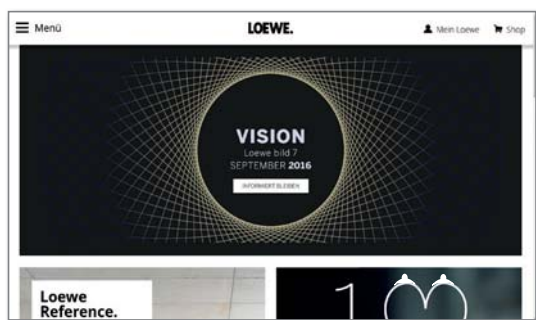 Menü
LOEWE.
Mein Loewe
Shop
VISION
Loewe bild 7
SEPTEMBER 2016
INFORMIERT BLEIBEN
Loewe
Reference.
1